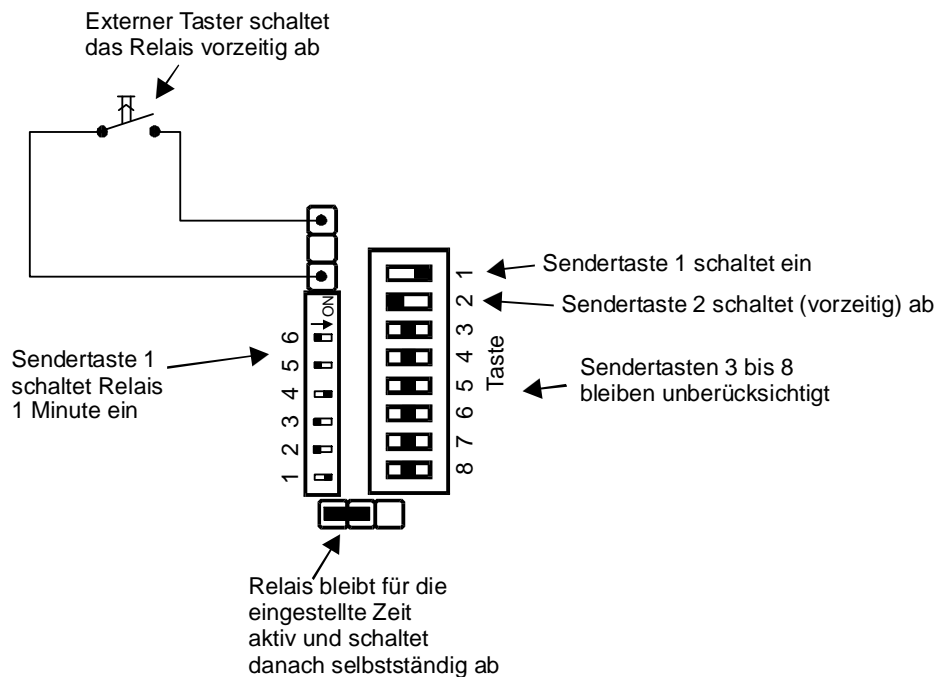 Externer Taster schaltet
das Relais vorzeitig ab
Sendertaste 1 schaltet ein
Sendertaste 2 schaltet (vorzeitig) ab
Sendertasten 3 bis 8
bleiben unberücksichtigt
Sendertaste 1
schaltet Relais
1 Minute ein
ON
6
5
4
3
2
1
1
2
3
4
5
6
7
8
Taste
Relais bleibt für die
eingestellte Zeit
aktiv und schaltet
danach selbstständig ab